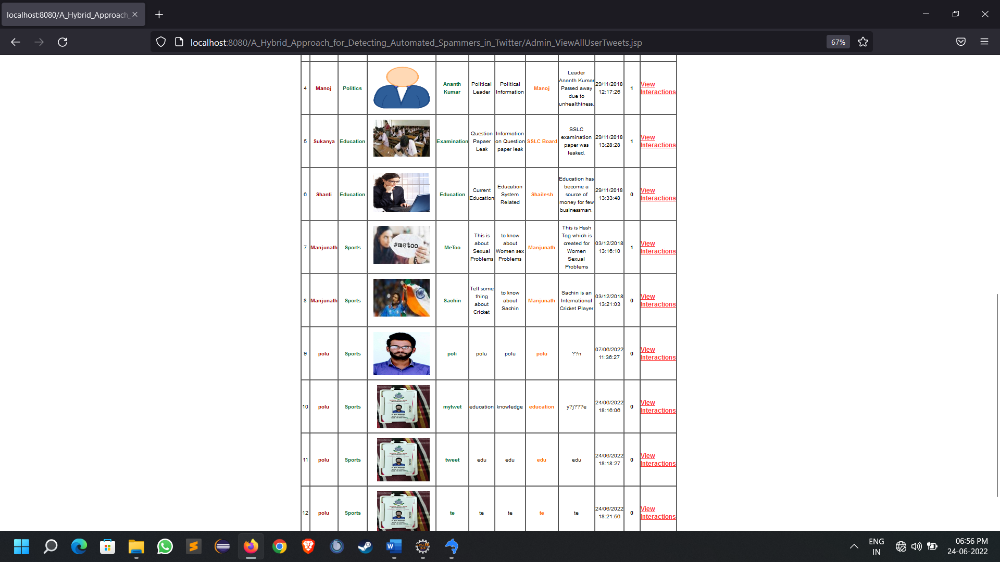 localhost:8080/A_Hybrid_Approach_
localhost:8080/A_Hybrid_Approach_for_Detecting_Automated_Spammers_in_Twitter/Admin_ViewAllUserTweets.jsp
67%
4
Manoj
Politics
Ananth
Kumar
Political
Leader
Political
Information
Manoj
Leader
Ananth Kumar
Passed away
due to
unhealthiness.
29/11/2018
12:17:26
1
View
Interactions
5
Sukanya
Education
Examination
Question
Papaer
Leak
Information
on Question
paper leak
SSLC Board
SSLC
examination
paper was
leaked.
29/11/2018
13:28:28
1
View
Interactions
6
Shanti
Education
Education
Current
Education
Education
System
Related
Shailesh
Education has
become a
source of
money for few
businessman.
29/11/2018
13:33:48
0
View
Interactions
7
Manjunath
Sports
#metoo
MeToo
This is
about
Sexual
Problems
to know
about
Women sex
Problems
Manjunath
This is Hash
Tag which is
created for
Women
Sexual
Problems
03/12/2018
13:16:10
1
View
Interactions
8
Manjunath
Sports
Sachin
Tell some
thing
about
Cricket
to know
about
Sachin
Manjunath
Sachin is an
International
Cricket Player
03/12/2018
13:21:03
0
View
Interactions
9
polu
Sports
poli
polu
polu
polu
??n
07/06/2022
11:36:27
0
View
Interactions
10
polu
Sports
mytwet
education
knowledge
education
y?j???e
24/06/2022
18:16:06
0
View
Interactions
11
polu
Sports
tweet
edu
edu
edu
edu
24/06/2022
18:18:27
0
View
Interactions
12
polu
Sports
te
te
te
te
te
24/06/2022
18:21:56
0
View
Interactions
ENG
IN
06:56 PM
24-06-2022